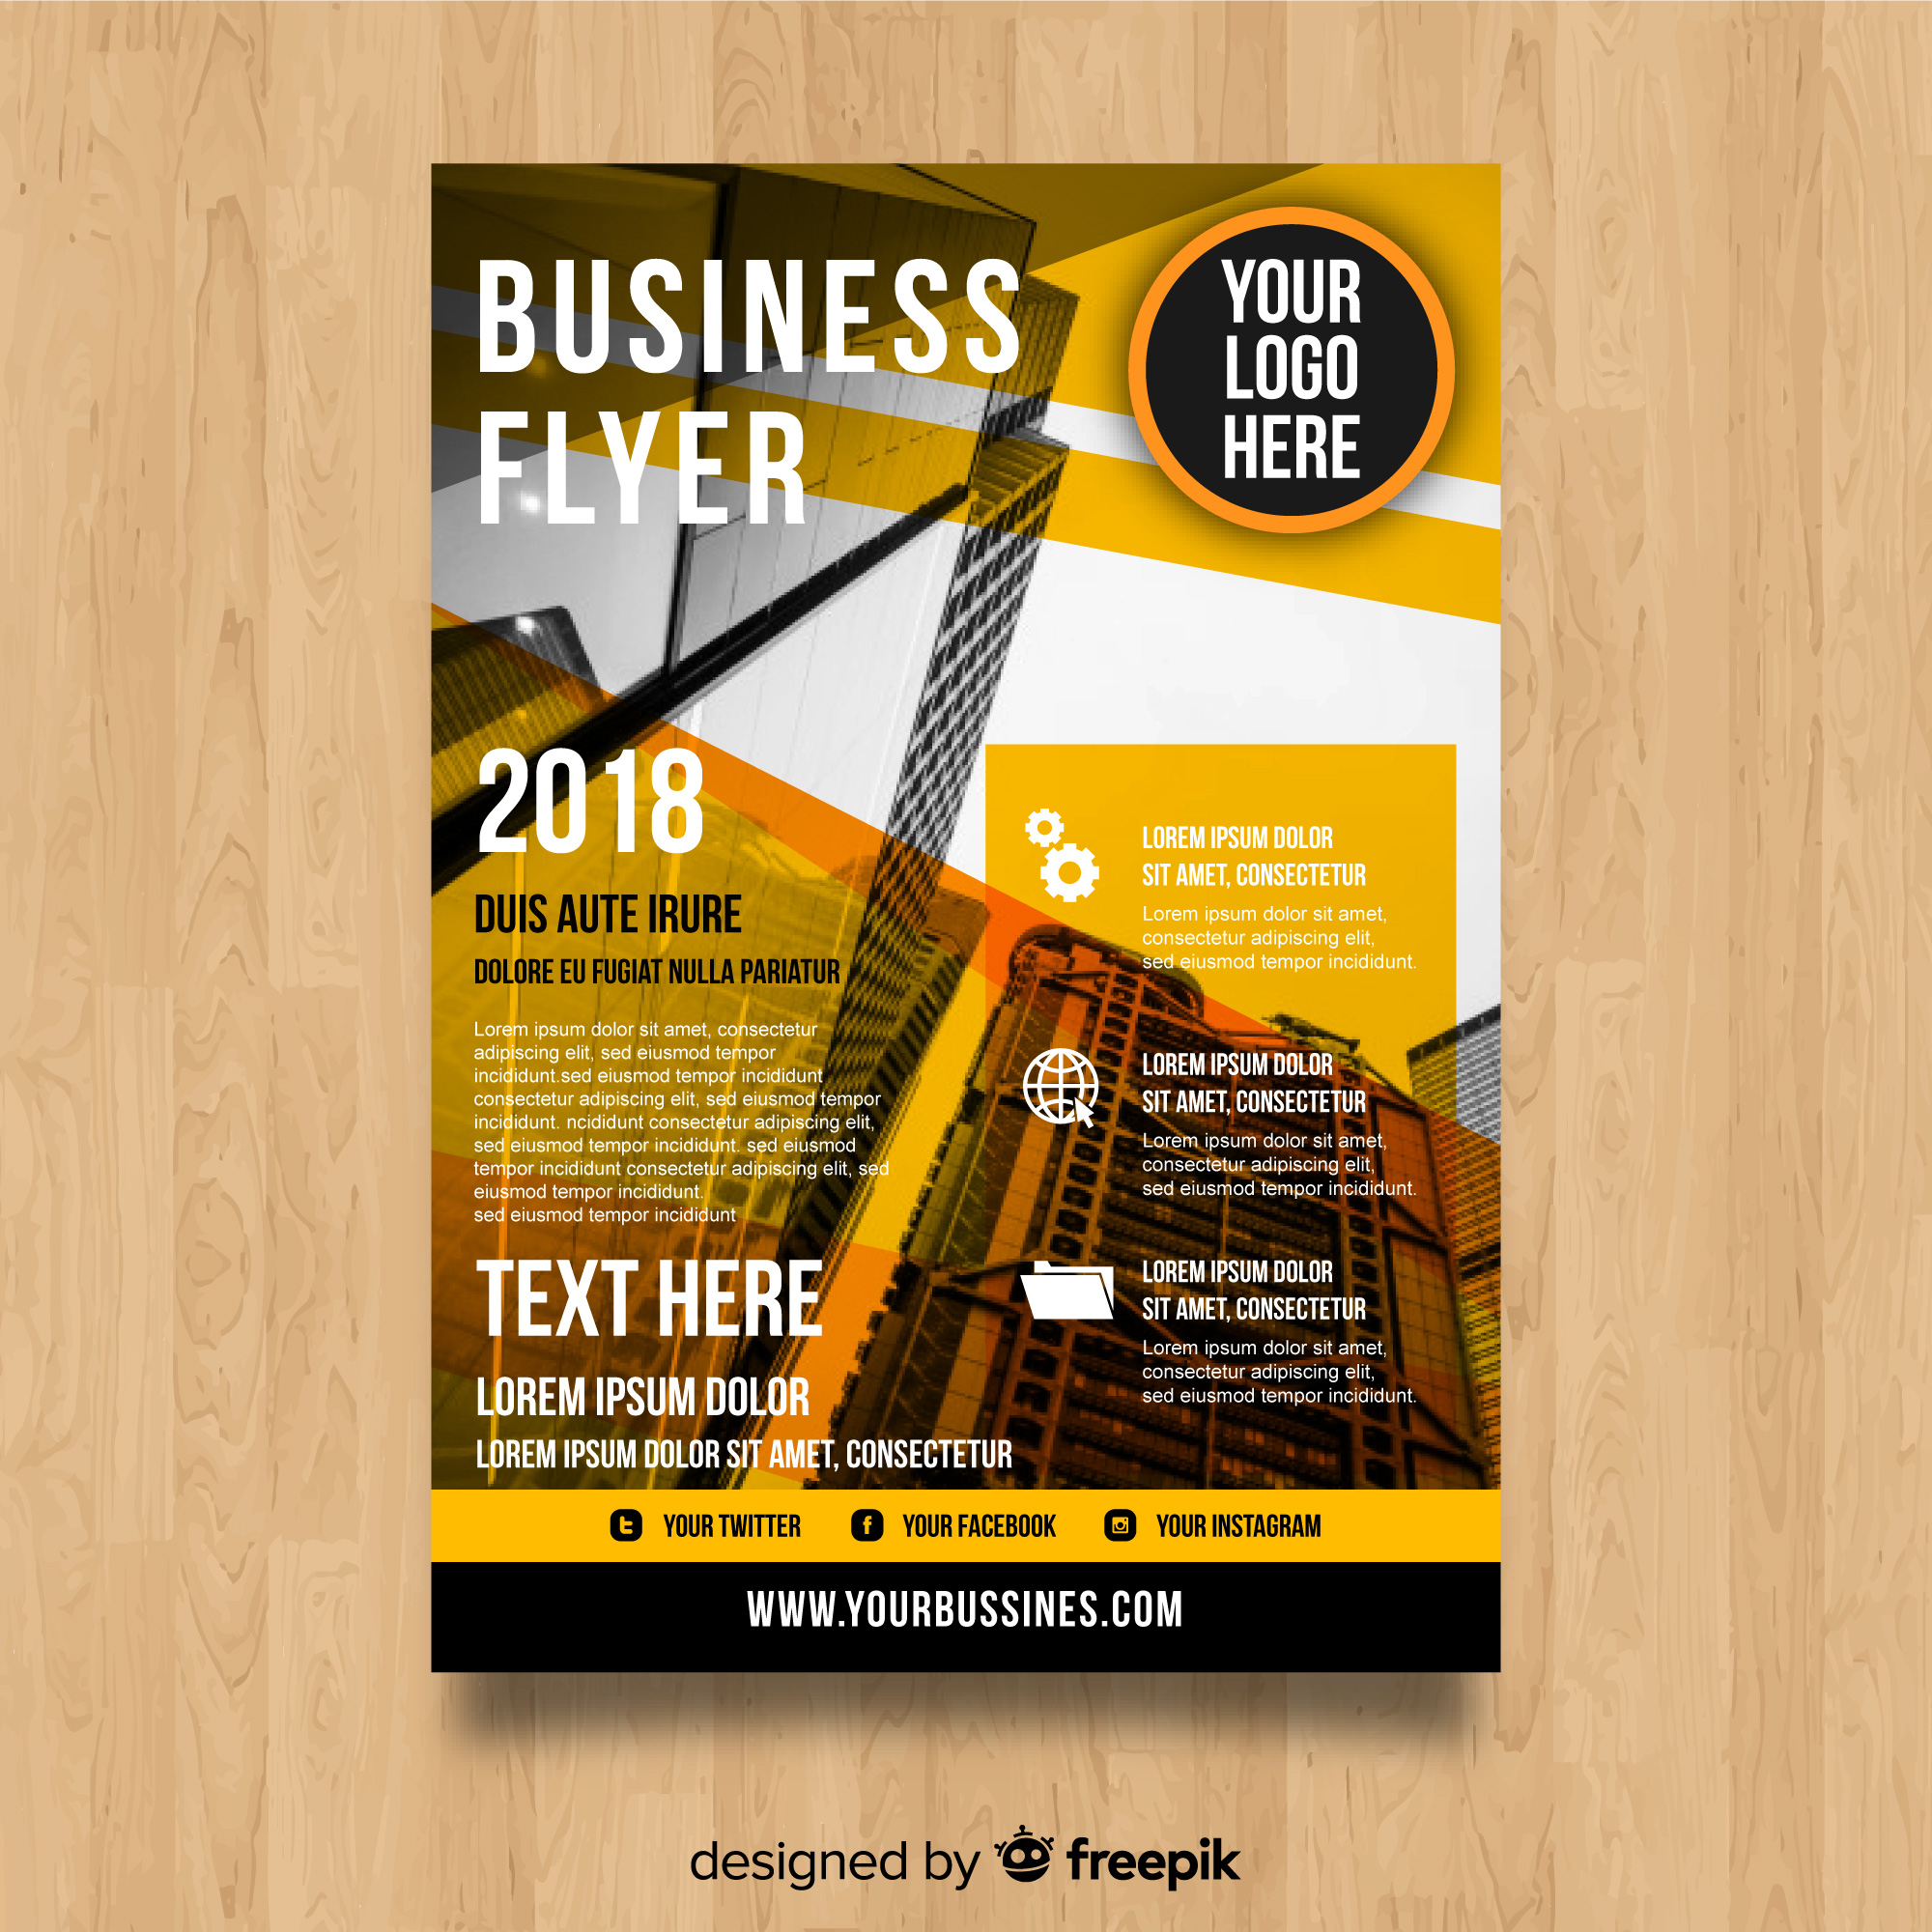 BUSINESS
FLYER
YOUR
LOGO
HERE
2018
DUIS AUTE IRURE
DOLORE EU FUGIAT NULLA PARIATUR
Lorem ipsum dolor sit amet, consectetur
adipiscing elit, sed eiusmod tempor
incididunt.sed eiusmod tempor incididunt
consectetur adipiscing elit, sed eiusmod tempor
incididunt. ncididunt consectetur adipiscing elit,
sed eiusmod tempor incididunt. sed eiusmod
tempor incididunt consectetur adipiscing elit, sed
eiusmod tempor incididunt.
sed eiusmod tempor incididunt
TEXT HERE
LOREM IPSUM DOLOR
LOREM IPSUM DOLOR SIT AMET, CONSECTETUR
LOREM IPSUM DOLOR
SIT AMET, CONSECTETUR
Lorem ipsum dolor sit amet,
consectetur adipiscing elit,
sed eiusmod tempor incididunt.
LOREM IPSUM DOLOR
SIT AMET, CONSECTETUR
Lorem ipsum dolor sit amet,
consectetur adipiscing elit,
sed eiusmod tempor incididunt.
LOREM IPSUM DOLOR
SIT AMET, CONSECTETUR
Lorem ipsum dolor sit amet,
consectetur adipiscing elit,
sed eiusmod tempor incididunt.
YOUR TWITTER YOUR FACEBOOK YOUR INSTAGRAM
WWW.YOURBUSSINES.COM
designed by freepik